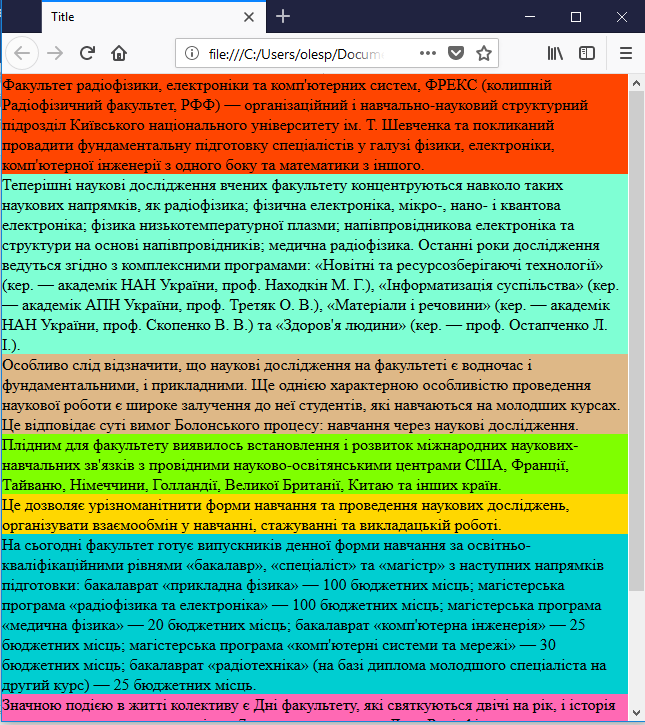 Title
file:///C:/Users/olesp/Docum
Факультет радіофізики, електроніки та комп'ютерних систем, ФРЕКС (колишній
Радіофізичний факультет, РФФ) — організаційний і навчально-науковий структурний
підрозділ Київського національного університету ім. Т. Шевченка та покликаний
провадити фундаментальну підготовку спеціалістів у галузі фізики, електроніки,
комп'ютерної інженерії з одного боку та математики з іншого.
Теперішні наукові дослідження вчених факультету концентруються навколо таких
наукових напрямків, як радіофізика; фізична електроніка, мікро-, нано- і квантова
електроніка; фізика низькотемпературної плазми; напівпровідникова електроніка та
структури на основі напівпровідників; медична радіофізика. Останні роки дослідження
ведуться згідно з комплексними програмами: «Новітні та ресурсозберігаючі технології»
(кер. — академік НАН України, проф. Находкін М. Г.), «Інформатизація суспільства» (кер.
— академік АПН України, проф. Третяк О. В.), «Матеріали і речовини» (кер. — академік
НАН України, проф. Скопенко В. В.) та «Здоров'я людини» (кер. — проф. Остапченко Л.
І.).
Особливо слід відзначити, що наукові дослідження на факультеті є водночас і
фундаментальними, і прикладними. Ще однією характерною особливістю проведення
наукової роботи є широке залучення до неї студентів, які навчаються на молодших курсах.
Це відповідає суті вимог Болонського процесу: навчання через наукові дослідження.
Плідним для факультету виявилось встановлення і розвиток міжнародних наукових-
навчальних зв'язків з провідними науково-освітянськими центрами США, Франції,
Тайваню, Німеччини, Голландії, Великої Британії, Китаю та інших країн.
Це дозволяє урізноманітнити форми навчання та проведення наукових досліджень,
організувати взаємообмін у навчанні, стажуванні та викладацькій роботі.
На сьогодні факультет готує випускників денної форми навчання за освітньо-
кваліфікаційними рівнями «бакалавр», «спеціаліст» та «магістр» з наступних напрямків
підготовки: бакалаврат «прикладна фізика» — 100 бюджетних місць; магістерська
програма «радіофізика та електроніка» — 100 бюджетних місць; магістерська програма
«медична фізика» — 20 бюджетних місць; бакалаврат «комп'ютерна інженерія» — 25
бюджетних місць; магістерська програма «комп'ютерні системи та мережі» — 30
бюджетних місць; бакалаврат «радіотехніка» (на базі диплома молодшого спеціаліста на
другий курс) — 25 бюджетних місць.
Значною подією в житті колективу є Дні факультету, які святкуються двічі на рік, і історія